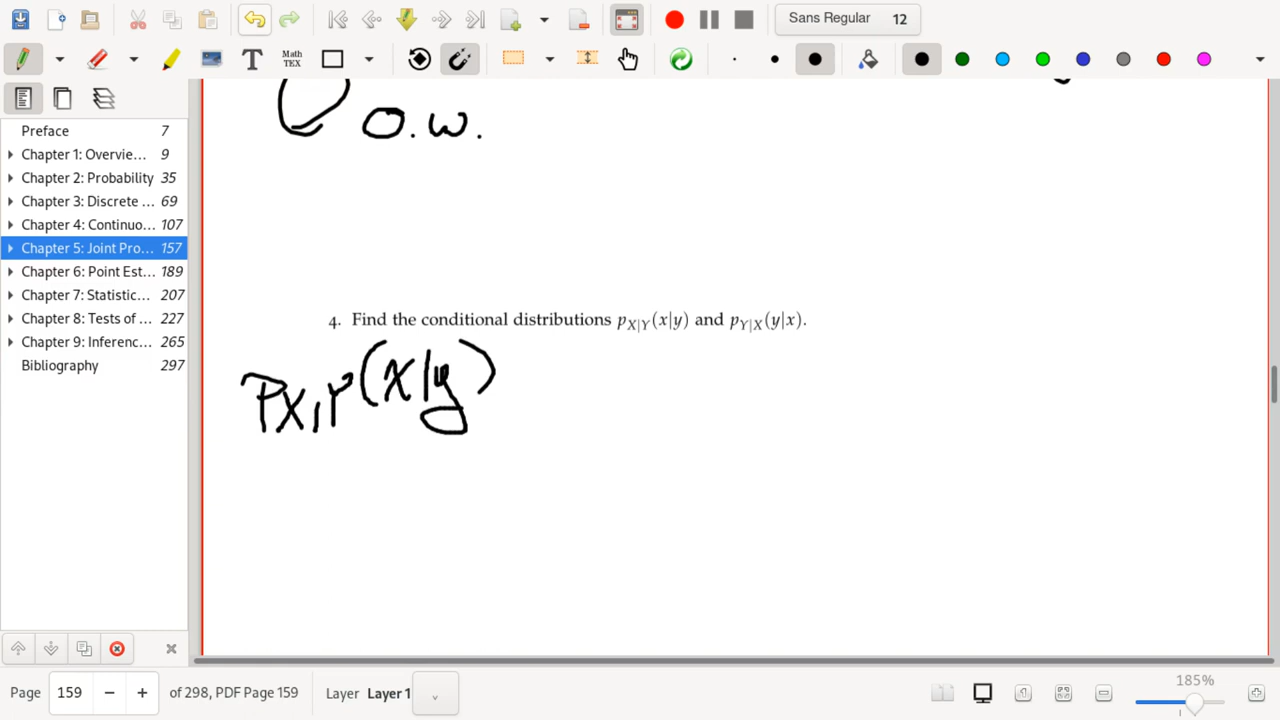 Sans Regular 12
Math
TEX
Preface 7
Chapter 1: Overvie... 9
Chapter 2: Probability 35
Chapter 3: Discrete ... 69
Chapter 4: Continuo... 107
Chapter 5: Joint Pro... 157
Chapter 6: Point Est... 189
Chapter 7: Statistic... 207
Chapter 8: Tests of ... 227
Chapter 9: Inferenc... 265
Bibliography 297
O.W.
4. Find the conditional distributions p_{X|Y}(x|y) and p_{Y|X}(y|x).
P_{X|Y}(x|y)
Page 159 of 298, PDF Page 159 Layer Layer 1 185%